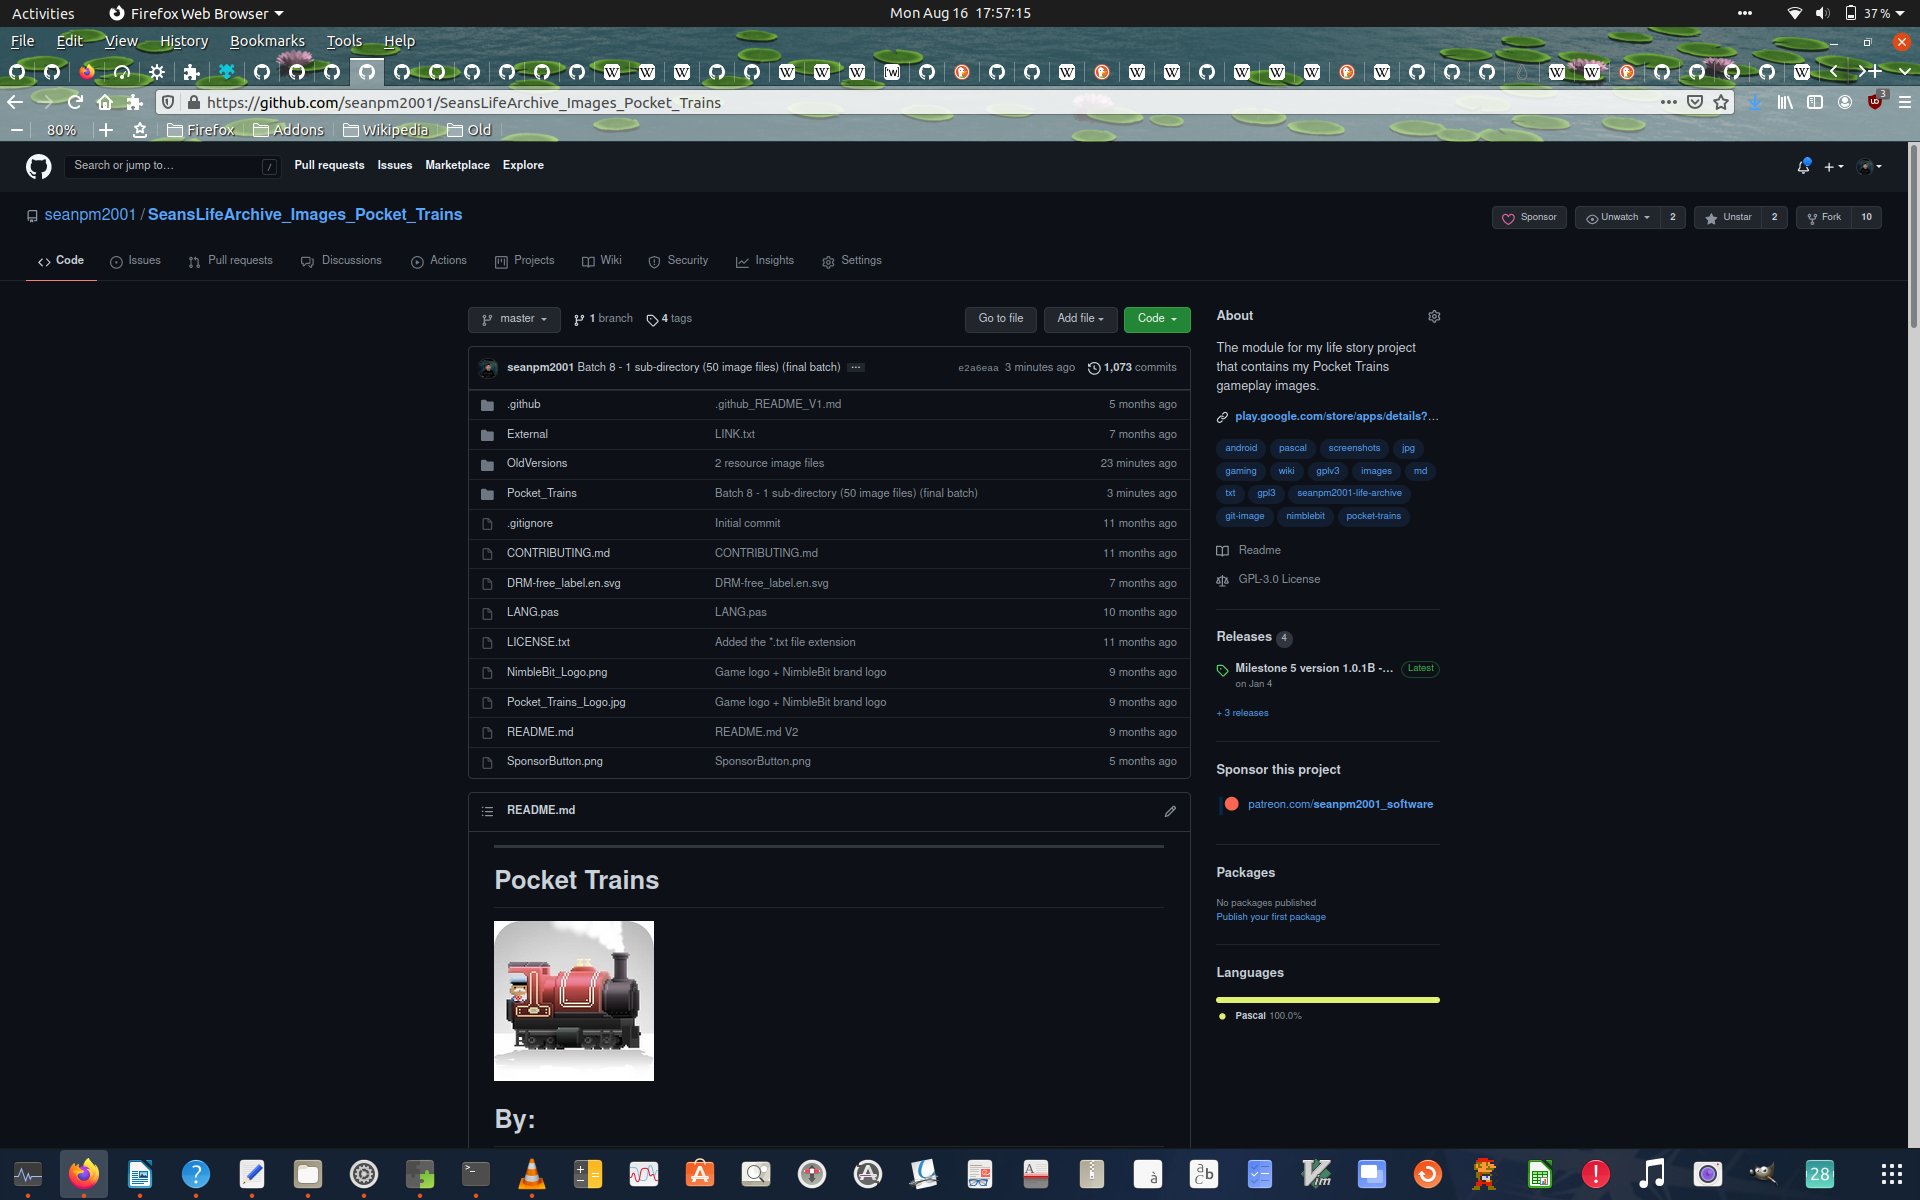 Activities Firefox Web Browser Mon Aug 16 17:57:15 37 %
File Edit View History Bookmarks Tools Help
https://github.com/seanpm2001/SeansLifeArchive_Images_Pocket_Trains 3
80% Firefox Addons Wikipedia Old
Search or jump to... / Pull requests Issues Marketplace Explore
seanpm2001 / SeansLifeArchive_Images_Pocket_Trains Sponsor Unwatch 2 Unstar 2 Fork 10
Code Issues Pull requests Discussions Actions Projects Wiki Security Insights Settings
master 1 branch 4 tags Go to file Add file Code
seanpm2001 Batch 8 - 1 sub-directory (50 image files) (final batch) ... e2a6eaa 3 minutes ago 1,073 commits
.github .github_README_V1.md 5 months ago
External LINK.txt 7 months ago
OldVersions 2 resource image files 23 minutes ago
Pocket_Trains Batch 8 - 1 sub-directory (50 image files) (final batch) 3 minutes ago
.gitignore Initial commit 11 months ago
CONTRIBUTING.md CONTRIBUTING.md 11 months ago
DRM-free_label.en.svg DRM-free_label.en.svg 7 months ago
LANG.pas LANG.pas 10 months ago
LICENSE.txt Added the *.txt file extension 11 months ago
NimbleBit_Logo.png Game logo + NimbleBit brand logo 9 months ago
Pocket_Trains_Logo.jpg Game logo + NimbleBit brand logo 9 months ago
README.md README.md V2 9 months ago
SponsorButton.png SponsorButton.png 5 months ago
README.md
Pocket Trains
By:
About
The module for my life story project
that contains my Pocket Trains
gameplay images.
play.google.com/store/apps/details?...
android pascal screenshots jpg
gaming wiki gplv3 images md
txt gpl3 seanpm2001-life-archive
git-image nimblebit pocket-trains
Readme
GPL-3.0 License
Releases 4
Milestone 5 version 1.0.1B -... Latest
on Jan 4
+ 3 releases
Sponsor this project
patreon.com/seanpm2001_software
Packages
No packages published
Publish your first package
Languages
Pascal 100.0%
28